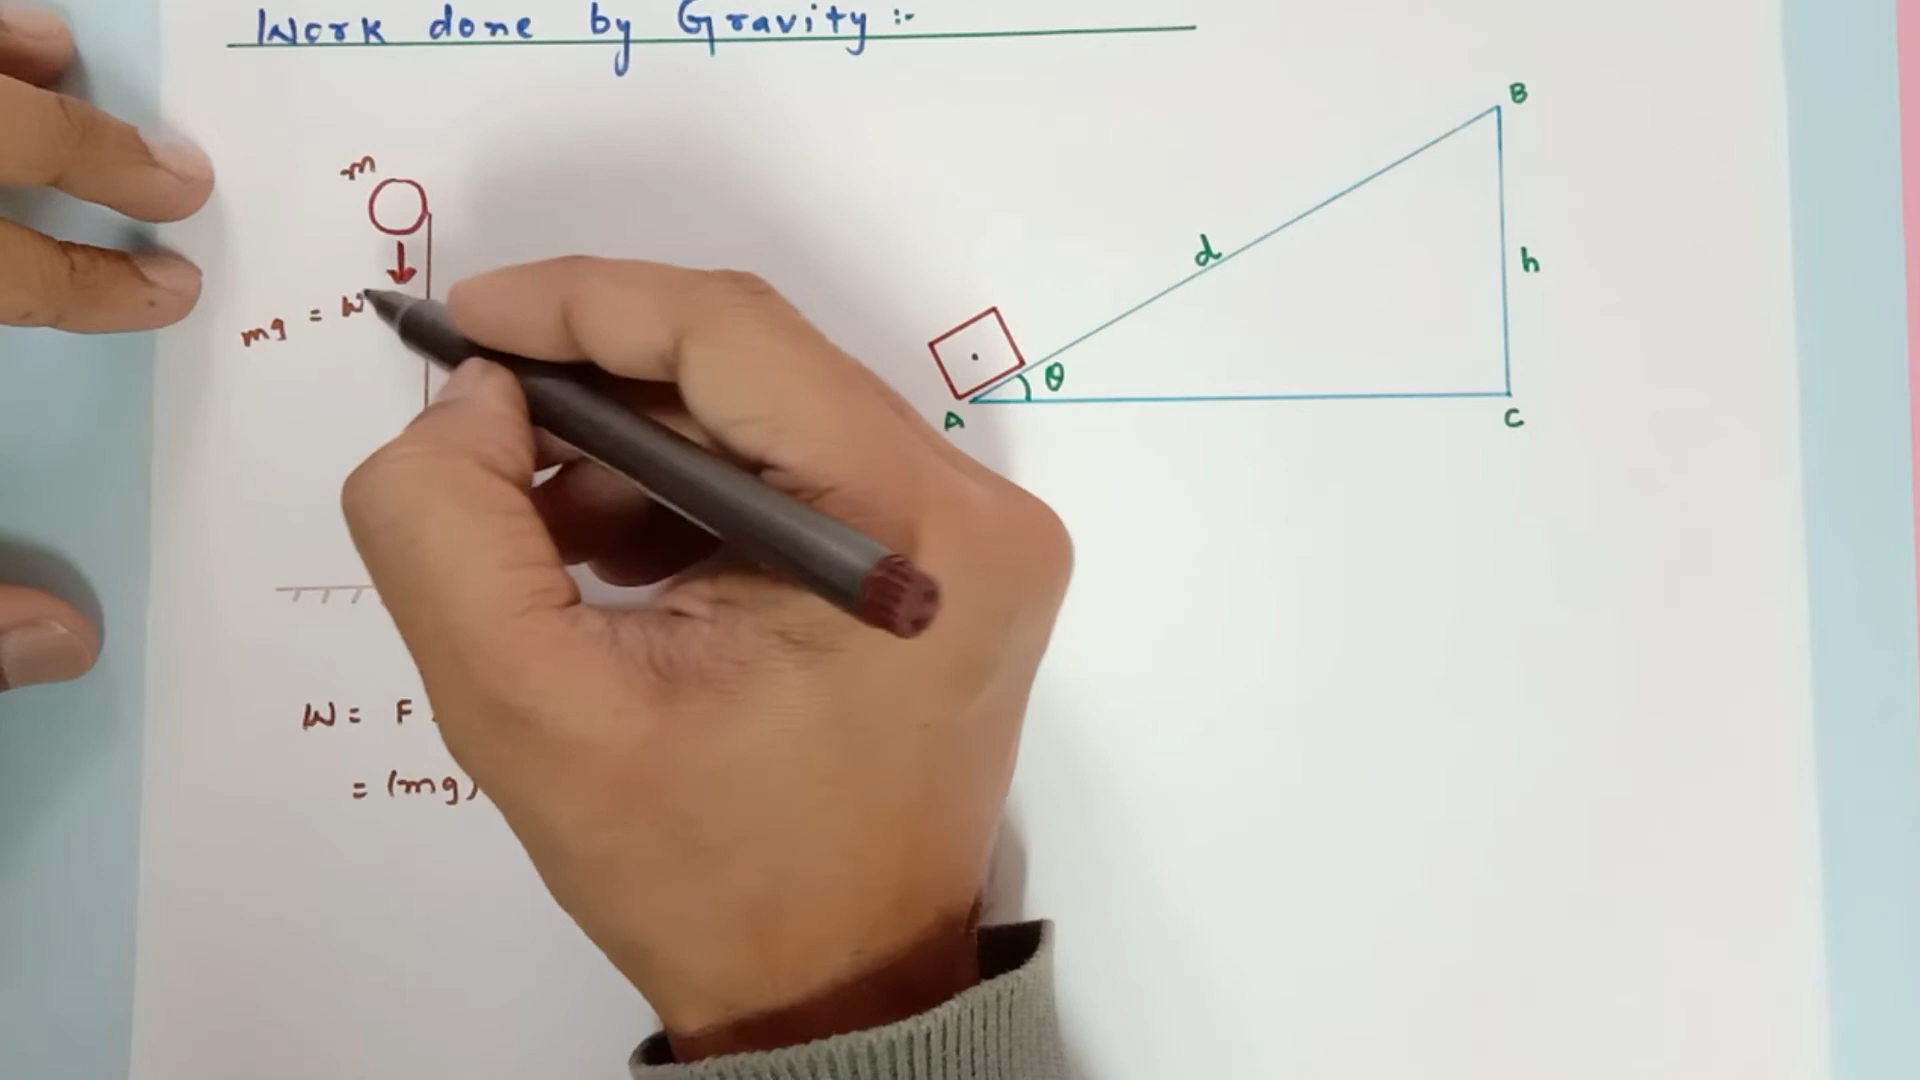 Work done by Gravity :-
m
mg = W
W = F
= (mg)
B
d
h
θ
A
C